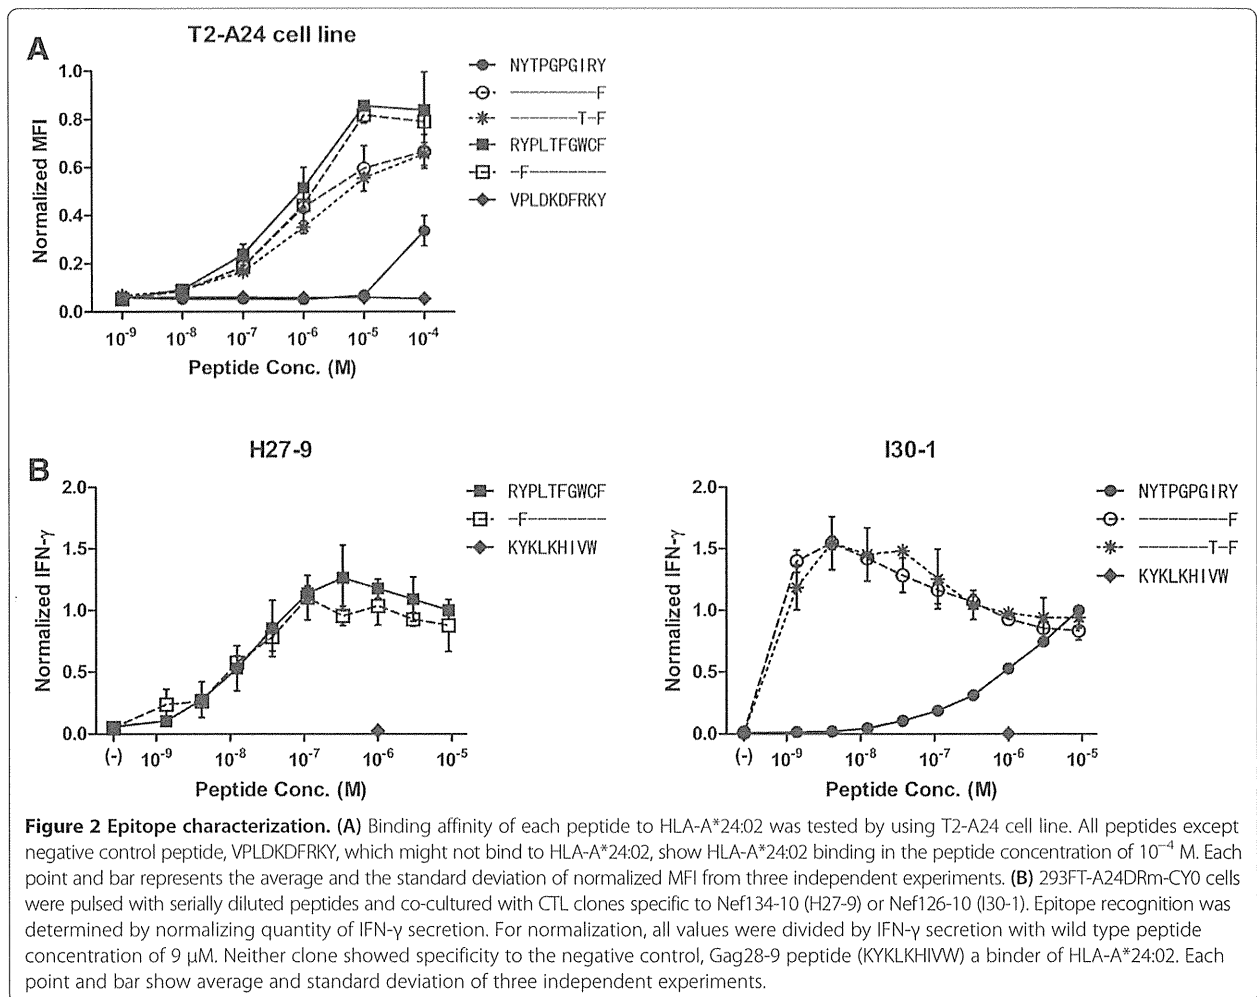 A
T2-A24 cell line
Normalized MFI
1.0
0.8
0.6
0.4
0.2
0.0
10-9
10-8
10-7
10-6
10-5
10-4
Peptide Conc. (M)
NYTPGPGIRY
---------F
-------T-F
RYPLTFGWCF
-F--------
VPLDKDFRKY
B
H27-9
Normalized IFN-γ
2.0
1.5
1.0
0.5
0.0
(-)
10-9
10-8
10-7
10-6
10-5
Peptide Conc. (M)
RYPLTFGWCF
-F--------
KYKLKHIVW
I30-1
Normalized IFN-γ
2.0
1.5
1.0
0.5
0.0
(-)
10-9
10-8
10-7
10-6
10-5
Peptide Conc. (M)
NYTPGPGIRY
---------F
-------T-F
KYKLKHIVW
Figure 2 Epitope characterization. (A) Binding affinity of each peptide to HLA-A*24:02 was tested by using T2-A24 cell line. All peptides except
negative control peptide, VPLDKDFRKY, which might not bind to HLA-A*24:02, show HLA-A*24:02 binding in the peptide concentration of 10−4 M. Each
point and bar represents the average and the standard deviation of normalized MFI from three independent experiments. (B) 293FT-A24DRm-CY0 cells
were pulsed with serially diluted peptides and co-cultured with CTL clones specific to Nef134-10 (H27-9) or Nef126-10 (I30-1). Epitope recognition was
determined by normalizing quantity of IFN-γ secretion. For normalization, all values were divided by IFN-γ secretion with wild type peptide
concentration of 9 μM. Neither clone showed specificity to the negative control, Gag28-9 peptide (KYKLKHIVW) a binder of HLA-A*24:02. Each
point and bar show average and standard deviation of three independent experiments.